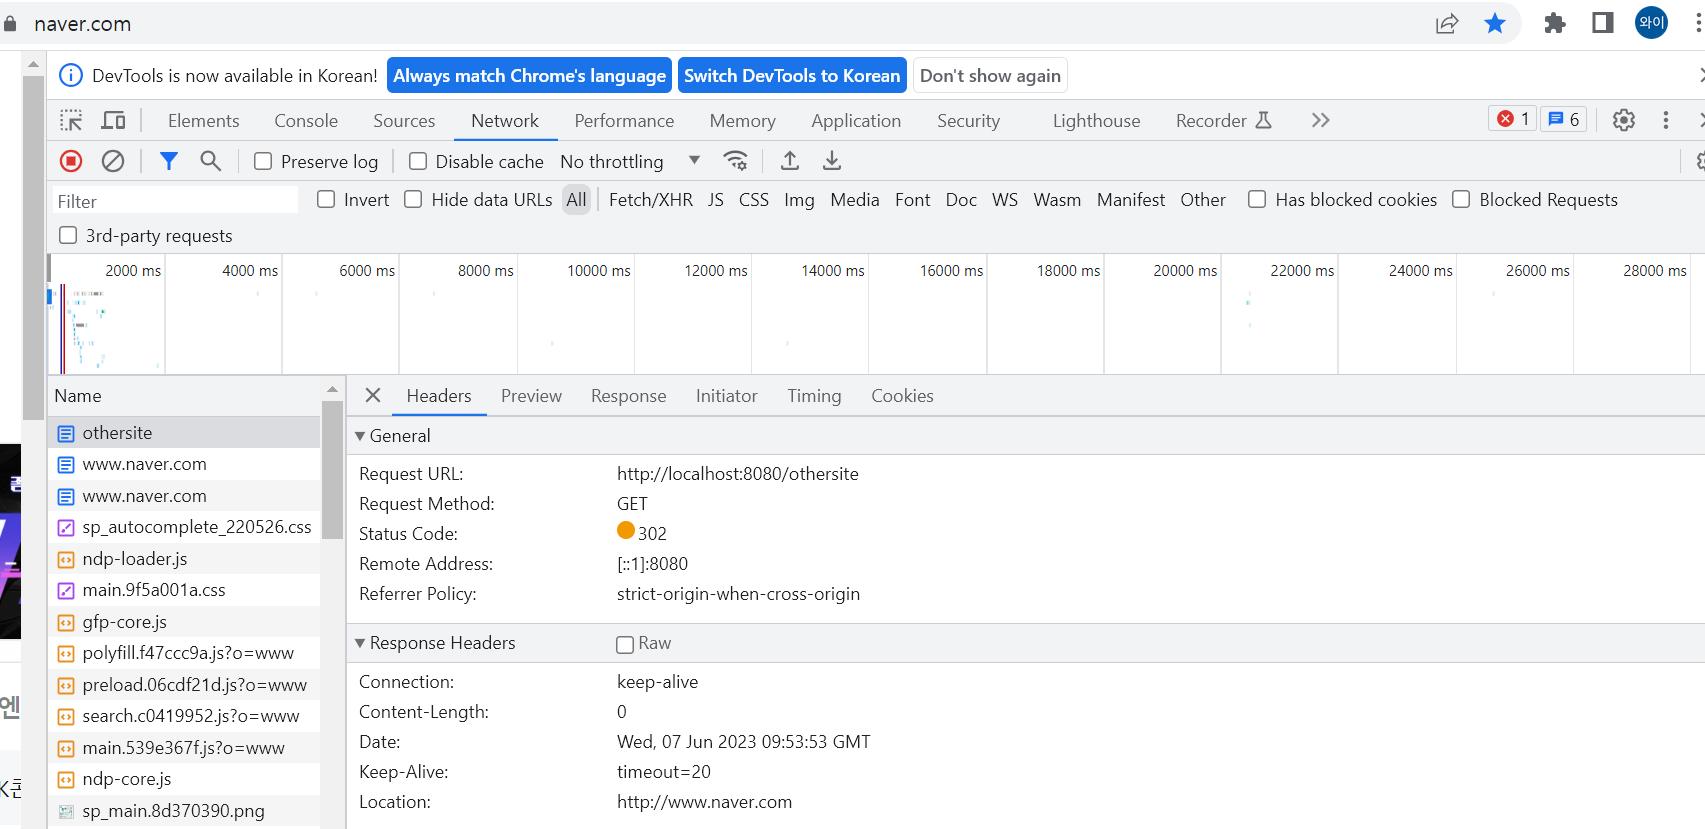 naver.com
와이
DevTools is now available in Korean! Always match Chrome's language Switch DevTools to Korean Don't show again
Elements Console Sources Network Performance Memory Application Security Lighthouse Recorder 1 6
Preserve log Disable cache No throttling
Filter Invert Hide data URLs All Fetch/XHR JS CSS Img Media Font Doc WS Wasm Manifest Other Has blocked cookies Blocked Requests
3rd-party requests
2000 ms 4000 ms 6000 ms 8000 ms 10000 ms 12000 ms 14000 ms 16000 ms 18000 ms 20000 ms 22000 ms 24000 ms 26000 ms 28000 ms
Name
othersite
www.naver.com
www.naver.com
sp_autocomplete_220526.css
ndp-loader.js
main.9f5a001a.css
gfp-core.js
polyfill.f47ccc9a.js?o=www
preload.06cdf21d.js?o=www
search.c0419952.js?o=www
main.539e367f.js?o=www
ndp-core.js
sp_main.8d370390.png
Headers Preview Response Initiator Timing Cookies
General
Request URL: http://localhost:8080/othersite
Request Method: GET
Status Code: 302
Remote Address: [::1]:8080
Referrer Policy: strict-origin-when-cross-origin
Response Headers Raw
Connection: keep-alive
Content-Length: 0
Date: Wed, 07 Jun 2023 09:53:53 GMT
Keep-Alive: timeout=20
Location: http://www.naver.com